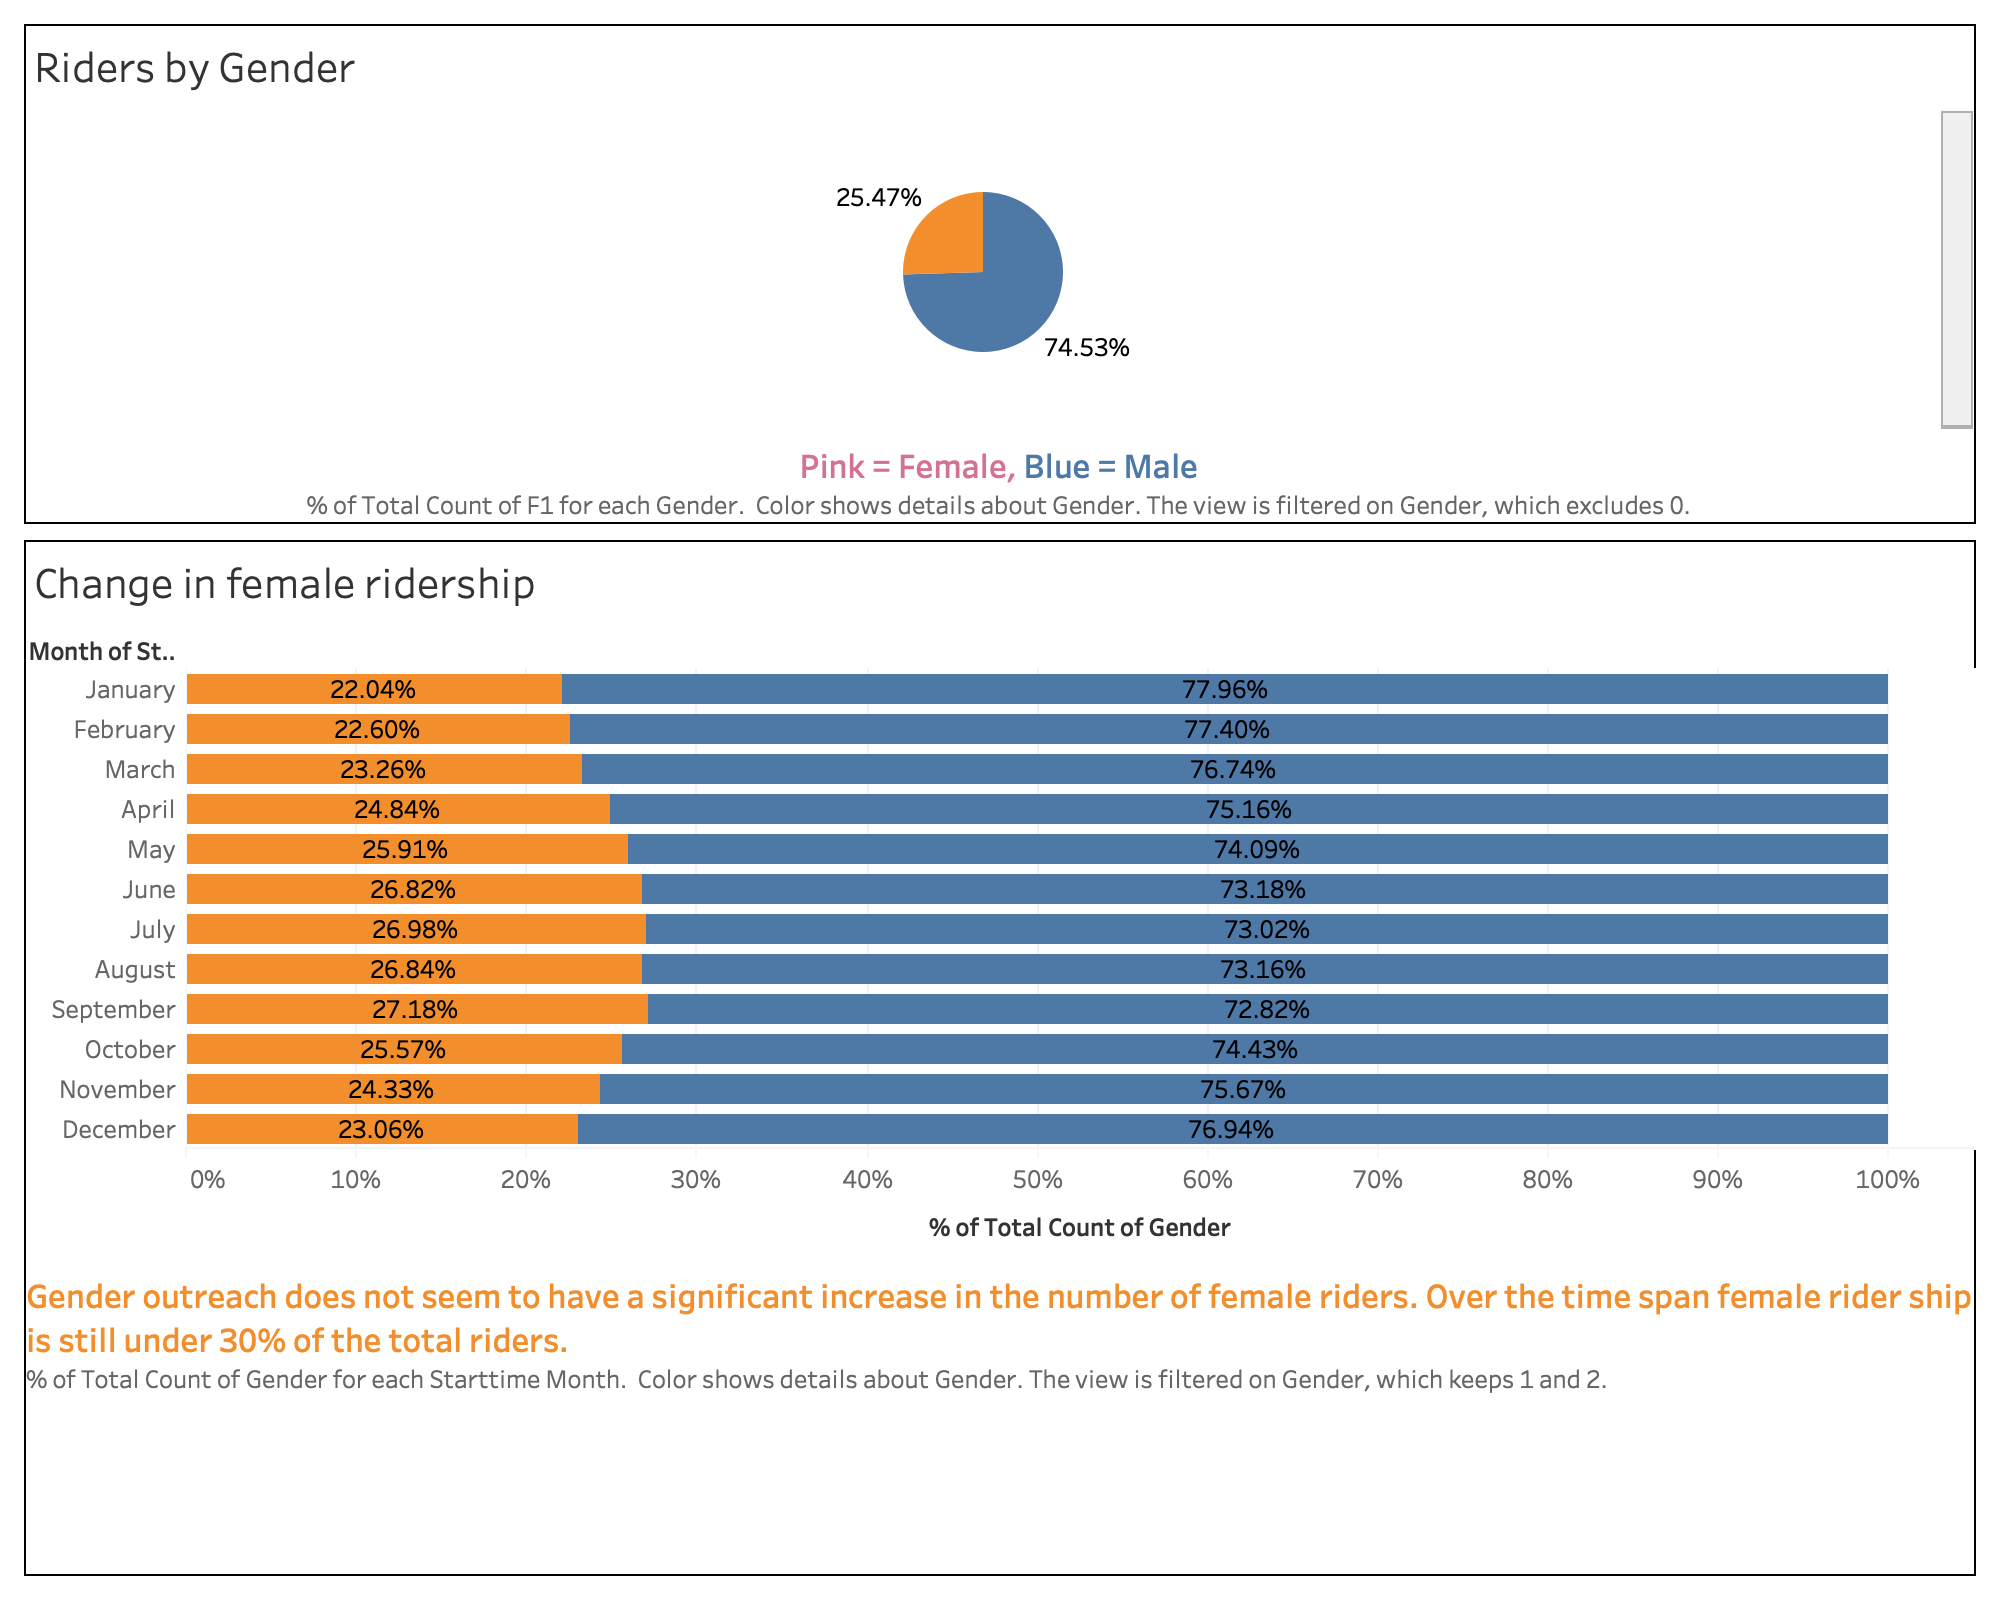 Riders by Gender
25.47%
74.53%
Pink = Female, Blue = Male
% of Total Count of F1 for each Gender.  Color shows details about Gender. The view is filtered on Gender, which excludes 0.
Change in female ridership
Month of St..
January 22.04% 77.96%
February 22.60% 77.40%
March 23.26% 76.74%
April 24.84% 75.16%
May 25.91% 74.09%
June 26.82% 73.18%
July 26.98% 73.02%
August 26.84% 73.16%
September 27.18% 72.82%
October 25.57% 74.43%
November 24.33% 75.67%
December 23.06% 76.94%
0% 10% 20% 30% 40% 50% 60% 70% 80% 90% 100%
% of Total Count of Gender
Gender outreach does not seem to have a significant increase in the number of female riders. Over the time span female rider ship
is still under 30% of the total riders.
% of Total Count of Gender for each Starttime Month.  Color shows details about Gender. The view is filtered on Gender, which keeps 1 and 2.